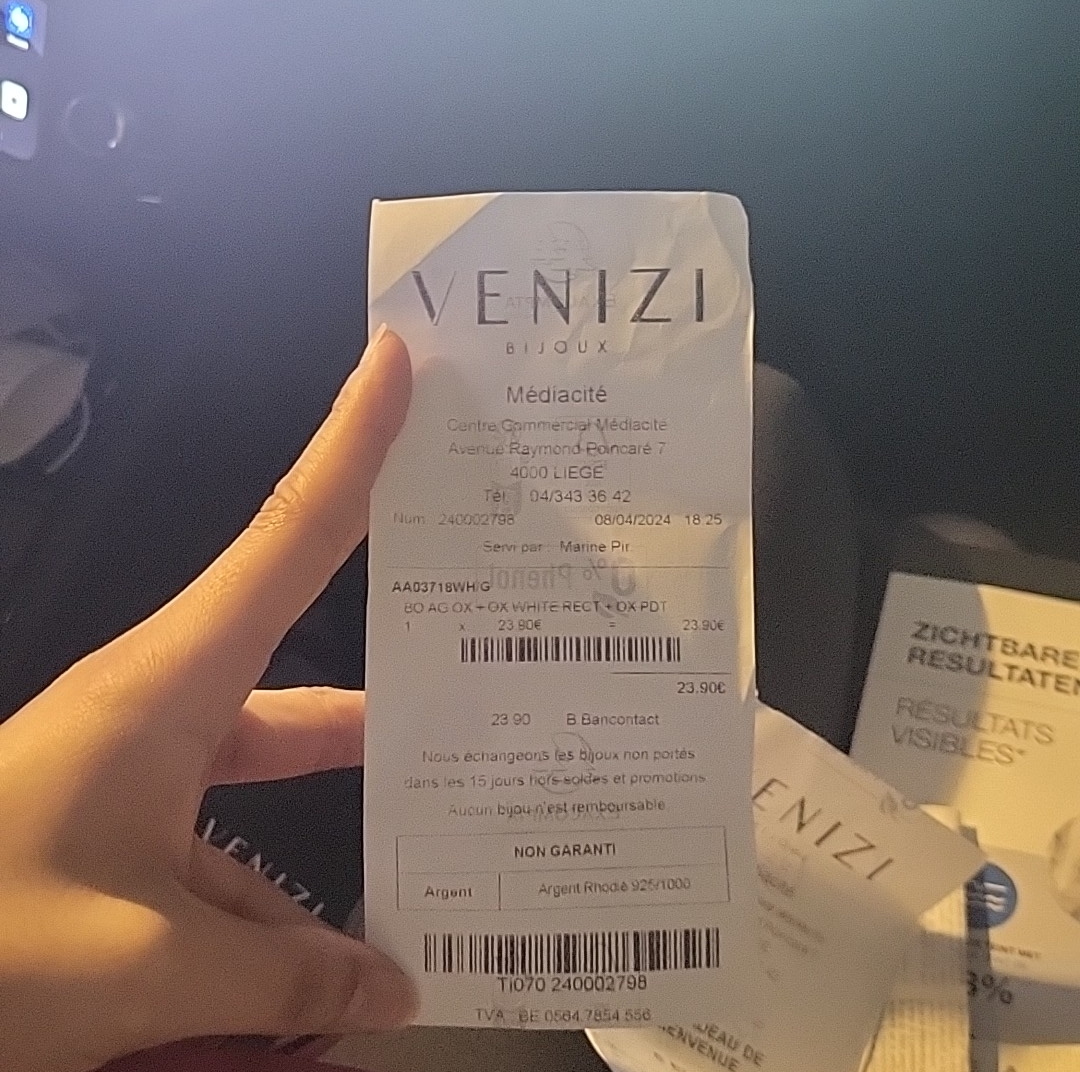 VENIZI
BIJOUX
Médiacité
Centre Commercial Médiacité
Avenue Raymond Poincaré 7
4000 LIEGE
Tél. 04/343 36 42
Num. 240002798 08/04/2024 18:25
Servi par : Marine Pir.
AA03718WHIG
BO AG OX + OX WHITE RECT + OX PDT
1 x 23.90€ = 23.90€
23.90€
23.90 B.Bancontact
Nous échangeons les bijoux non portés
dans les 15 jours hors soldes et promotions.
Aucun bijou n'est remboursable.
NON GARANTI
Argent Argent Rhodié 925/1000
TI070 240002798
TVA : BE 0564.7854.556
VENIZI
ENIZI
ZICHTBARE
RESULTATEN
RÉSULTATS
VISIBLES*